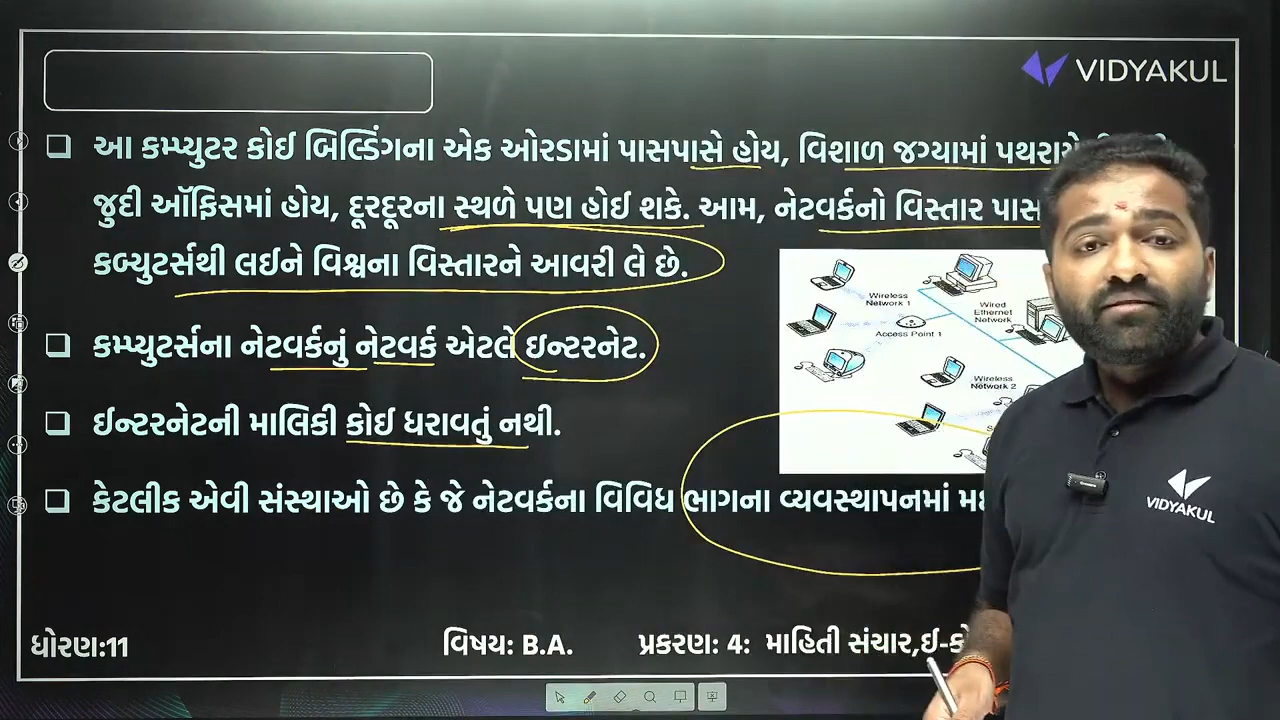 VIDYAKUL
આ કમ્પ્યુટર કોઈ બિલ્ડિંગના એક ઓરડામાં પાસપાસે હોય, વિશાળ જગ્યામાં પથરાયે
જુદી ઑફિસમાં હોય, દૂરદૂરના સ્થળે પણ હોઈ શકે. આમ, નેટવર્કનો વિસ્તાર પાસ
કબ્યુટર્સથી લઈને વિશ્વના વિસ્તારને આવરી લે છે.
Wireless
Network 1
Wired
Ethernet
Network
Access Point 1
Wireless
Network 2
કમ્પ્યુટર્સના નેટવર્કનું નેટવર્ક એટલે ઇન્ટરનેટ.
ઈન્ટરનેટની માલિકી કોઈ ધરાવતું નથી.
કેટલીક એવી સંસ્થાઓ છે કે જે નેટવર્કના વિવિધ ભાગના વ્યવસ્થાપનમાં
VIDYAKUL
ધોરણ:11
વિષય: B.A.
પ્રકરણ: 4: માહિતી સંચાર,ઈ-કો